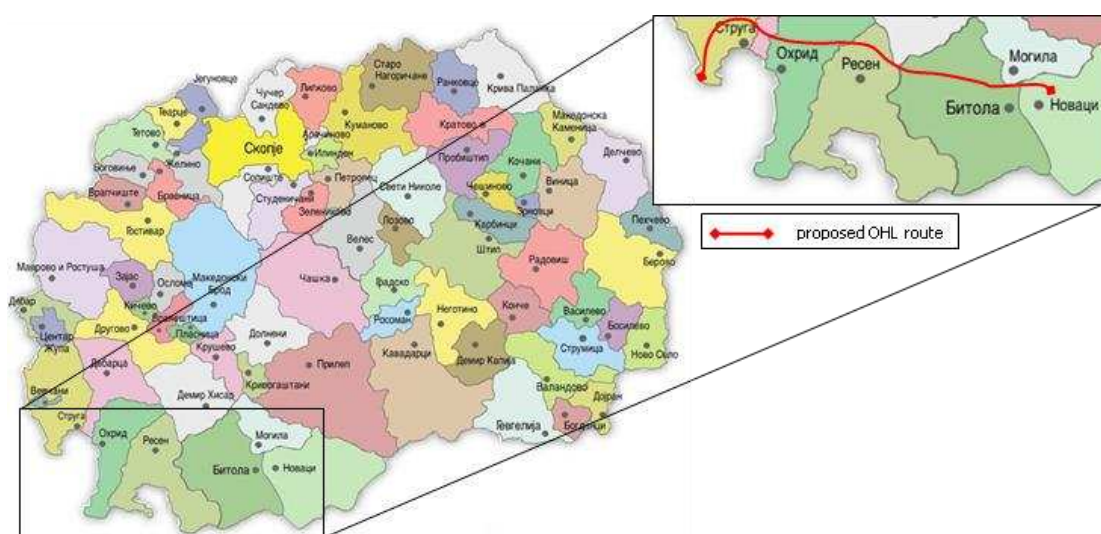 Старо
Нагоричане
Ранковце
Крива Паланка
Јегуновце
Чучер
Сандево
Липково
Куманово
Кратово
Македонска
Каменица
Теарце
Тетово
Желино
Скопје
Арачиново
Илинден
Пробиштип
Кочани
Делчево
Боговиње
Сопиште
Петровец
Врапчиште
Брвеница
Студеничани
Зелениково
Свети Николе
Чешиново
Зрновци
Виница
Гостивар
Велес
Лозово
Карбинци
Штип
Пехчево
Маврово и Ростуша
Зајас
Осломеј
Македонски
Брод
Чашка
Градско
Радовиш
Берово
Дебар
Центар
Жупа
Кичево
Другово
Вранештица
Пласница
Долнени
Росоман
Неготино
Конче
Василево
Босилево
Струмица
Ново Село
Дебарца
Крушево
Прилеп
Кавадарци
Демир Капија
Вевчани
Демир Хисар
Кривогаштани
Валандово
Дојран
Струга
Охрид
Ресен
Могила
Битола
Новаци
Гевгелија
Богданци
Струга
Охрид
Ресен
Могила
Битола
Новаци
proposed OHL route